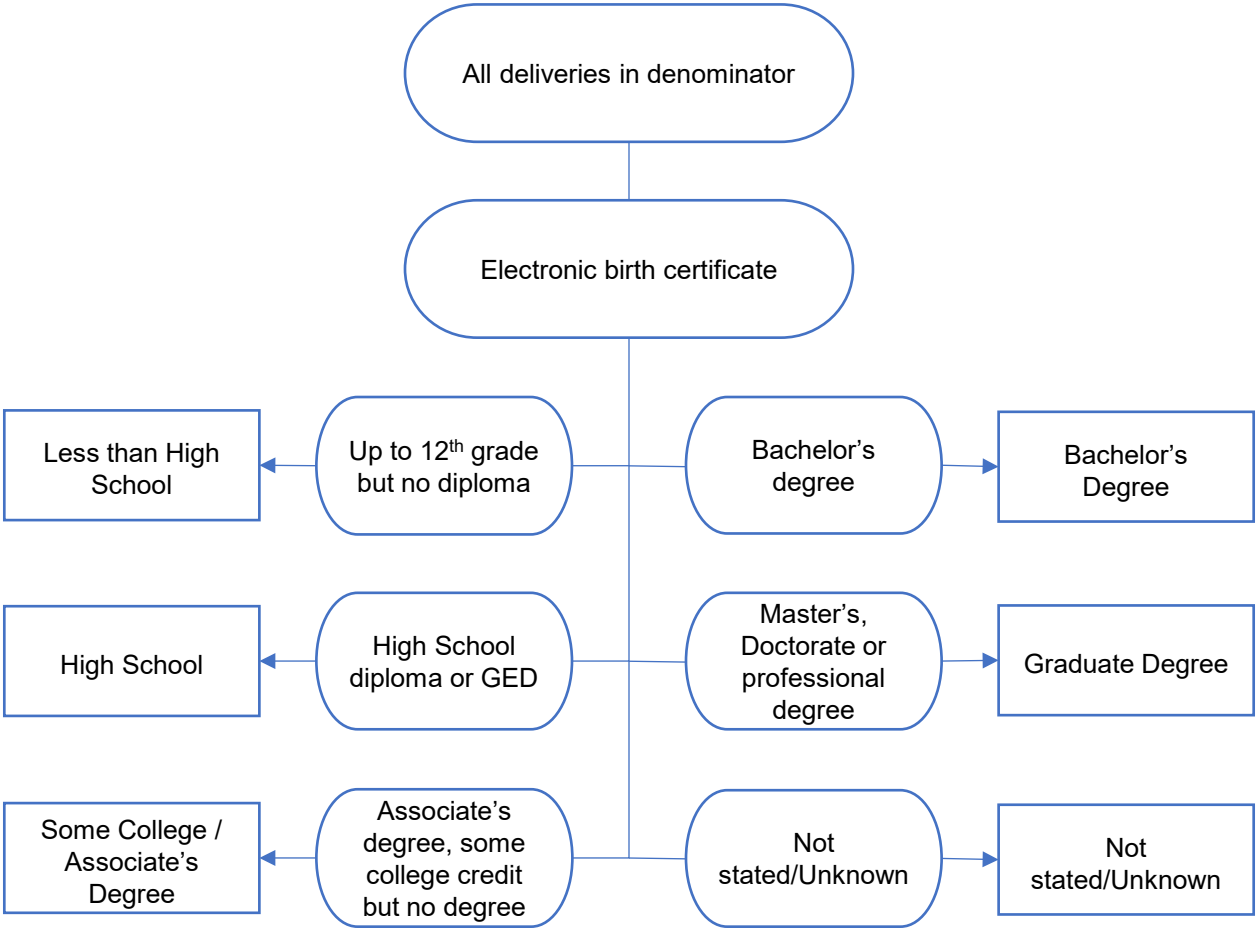 All deliveries in denominator
Electronic birth certificate
Less than High
School
Up to 12th grade
but no diploma
Bachelor’s
degree
Bachelor’s
Degree
High School
High School
diploma or GED
Master’s,
Doctorate or
professional
degree
Graduate Degree
Some College /
Associate’s
Degree
Associate’s
degree, some
college credit
but no degree
Not
stated/Unknown
Not
stated/Unknown